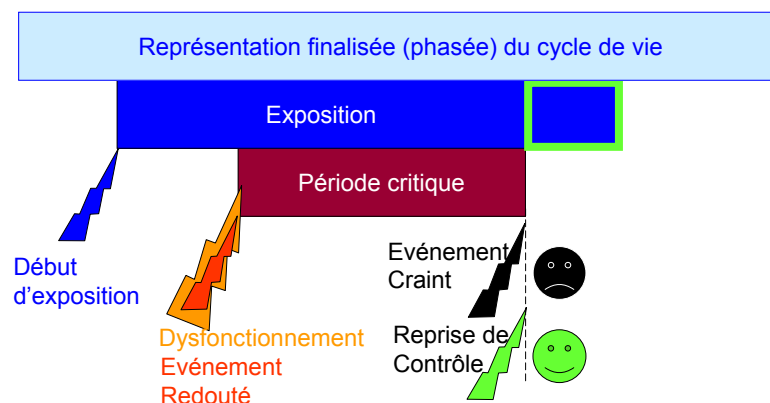 Représentation finalisée (phasée) du cycle de vie
Exposition
Période critique
Début
d'exposition
Dysfonctionnement
Evénement
Redouté
Evénement
Craint
Reprise de
Contrôle